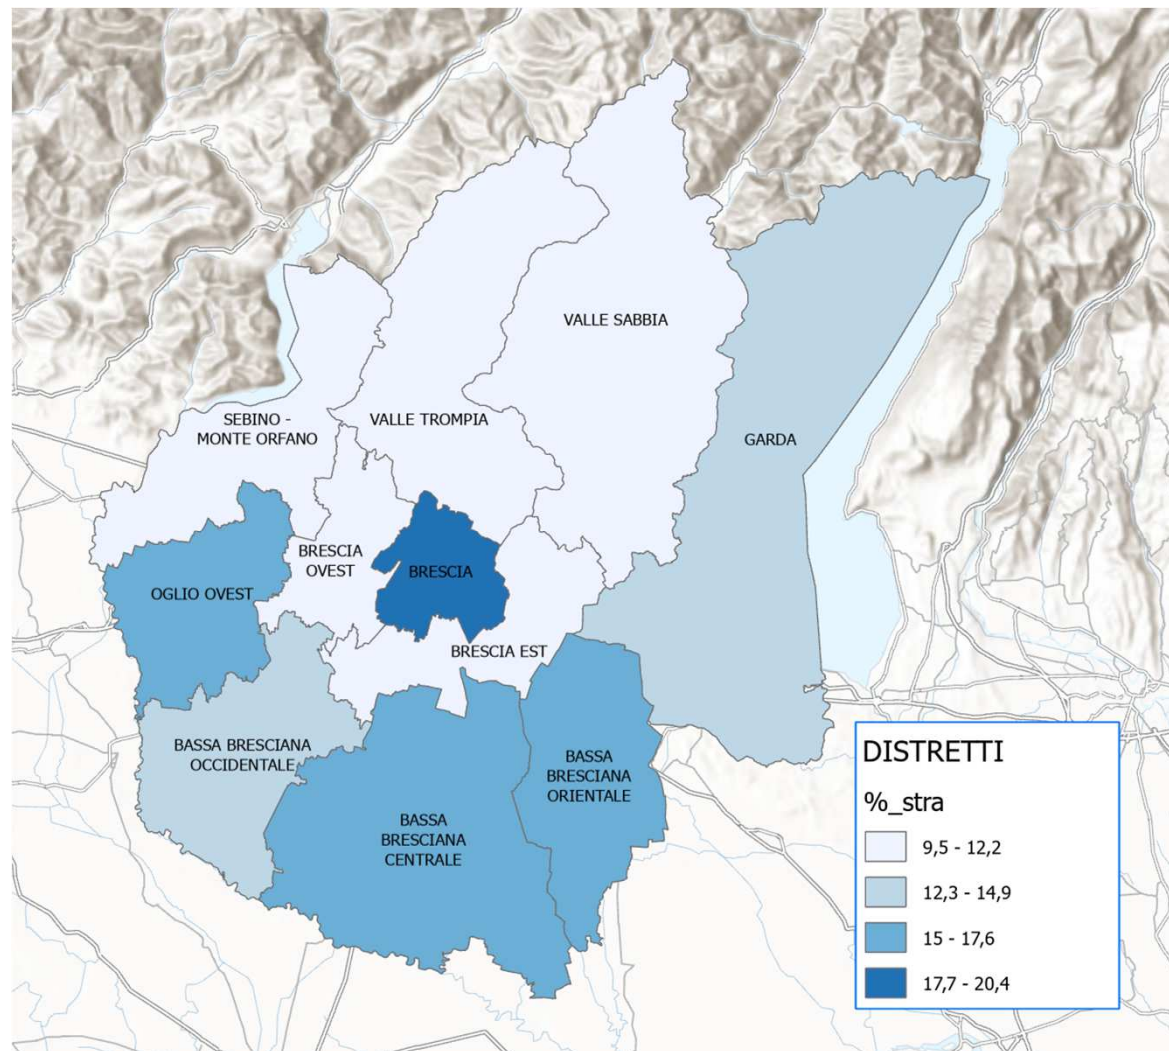 VALLE SABBIA
SEBINO -
MONTE ORFANO
VALLE TROMPIA
GARDA
BRESCIA
OVEST
BRESCIA
OGLIO OVEST
BRESCIA EST
BASSA BRESCIANA
OCCIDENTALE
BASSA
BRESCIANA
ORIENTALE
BASSA
BRESCIANA
CENTRALE
DISTRETTI
%_stra
9,5 - 12,2
12,3 - 14,9
15 - 17,6
17,7 - 20,4